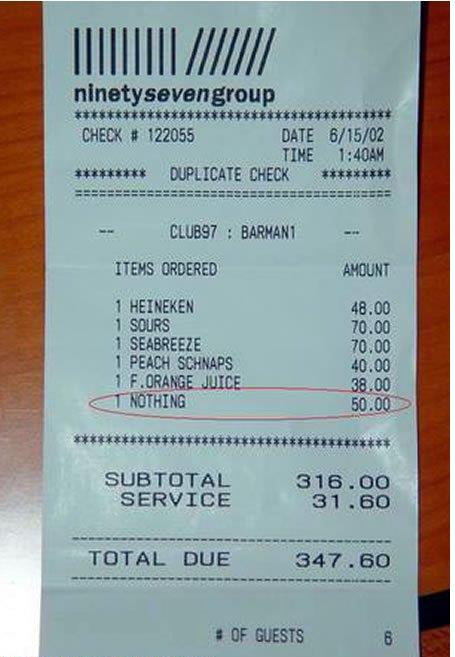 ninetysevengroup
****************************************
CHECK # 122055 DATE 6/15/02
TIME 1:40AM
********* DUPLICATE CHECK *********
========================================
-- CLUB97 : BARMAN1 --
ITEMS ORDERED AMOUNT
1 HEINEKEN 48.00
1 SOURS 70.00
1 SEABREEZE 70.00
1 PEACH SCHNAPS 40.00
1 F.ORANGE JUICE 38.00
1 NOTHING 50.00
****************************************
SUBTOTAL 316.00
SERVICE 31.60
----------------------------------------
TOTAL DUE 347.60
----------------------------------------
# OF GUESTS 6